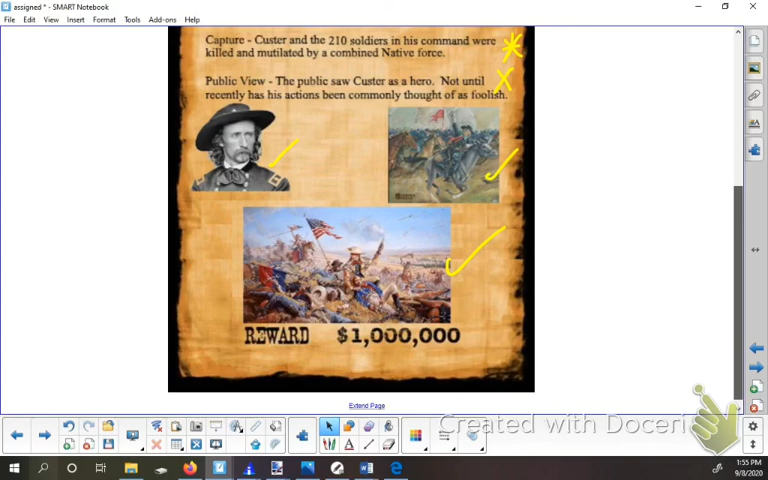 assigned * - SMART Notebook
File Edit View Insert Format Tools Add-ons Help
Capture - Custer and the 210 soldiers in his command were
killed and mutilated by a combined Native force.
Public View - The public saw Custer as a hero. Not until
recently has his actions been commonly thought of as foolish.
REWARD $1,000,000
Extend Page
Created with Doceri
1:55 PM
9/8/2020